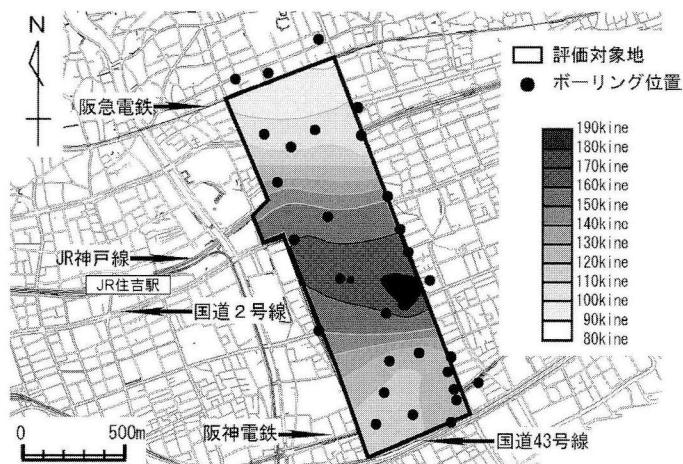 N
阪急電鉄
JR神戸線
JR住吉駅
国道2号線
0 500m
阪神電鉄
国道43号線
評価対象地
ボーリング位置
190kine
180kine
170kine
160kine
150kine
140kine
130kine
120kine
110kine
100kine
90kine
80kine